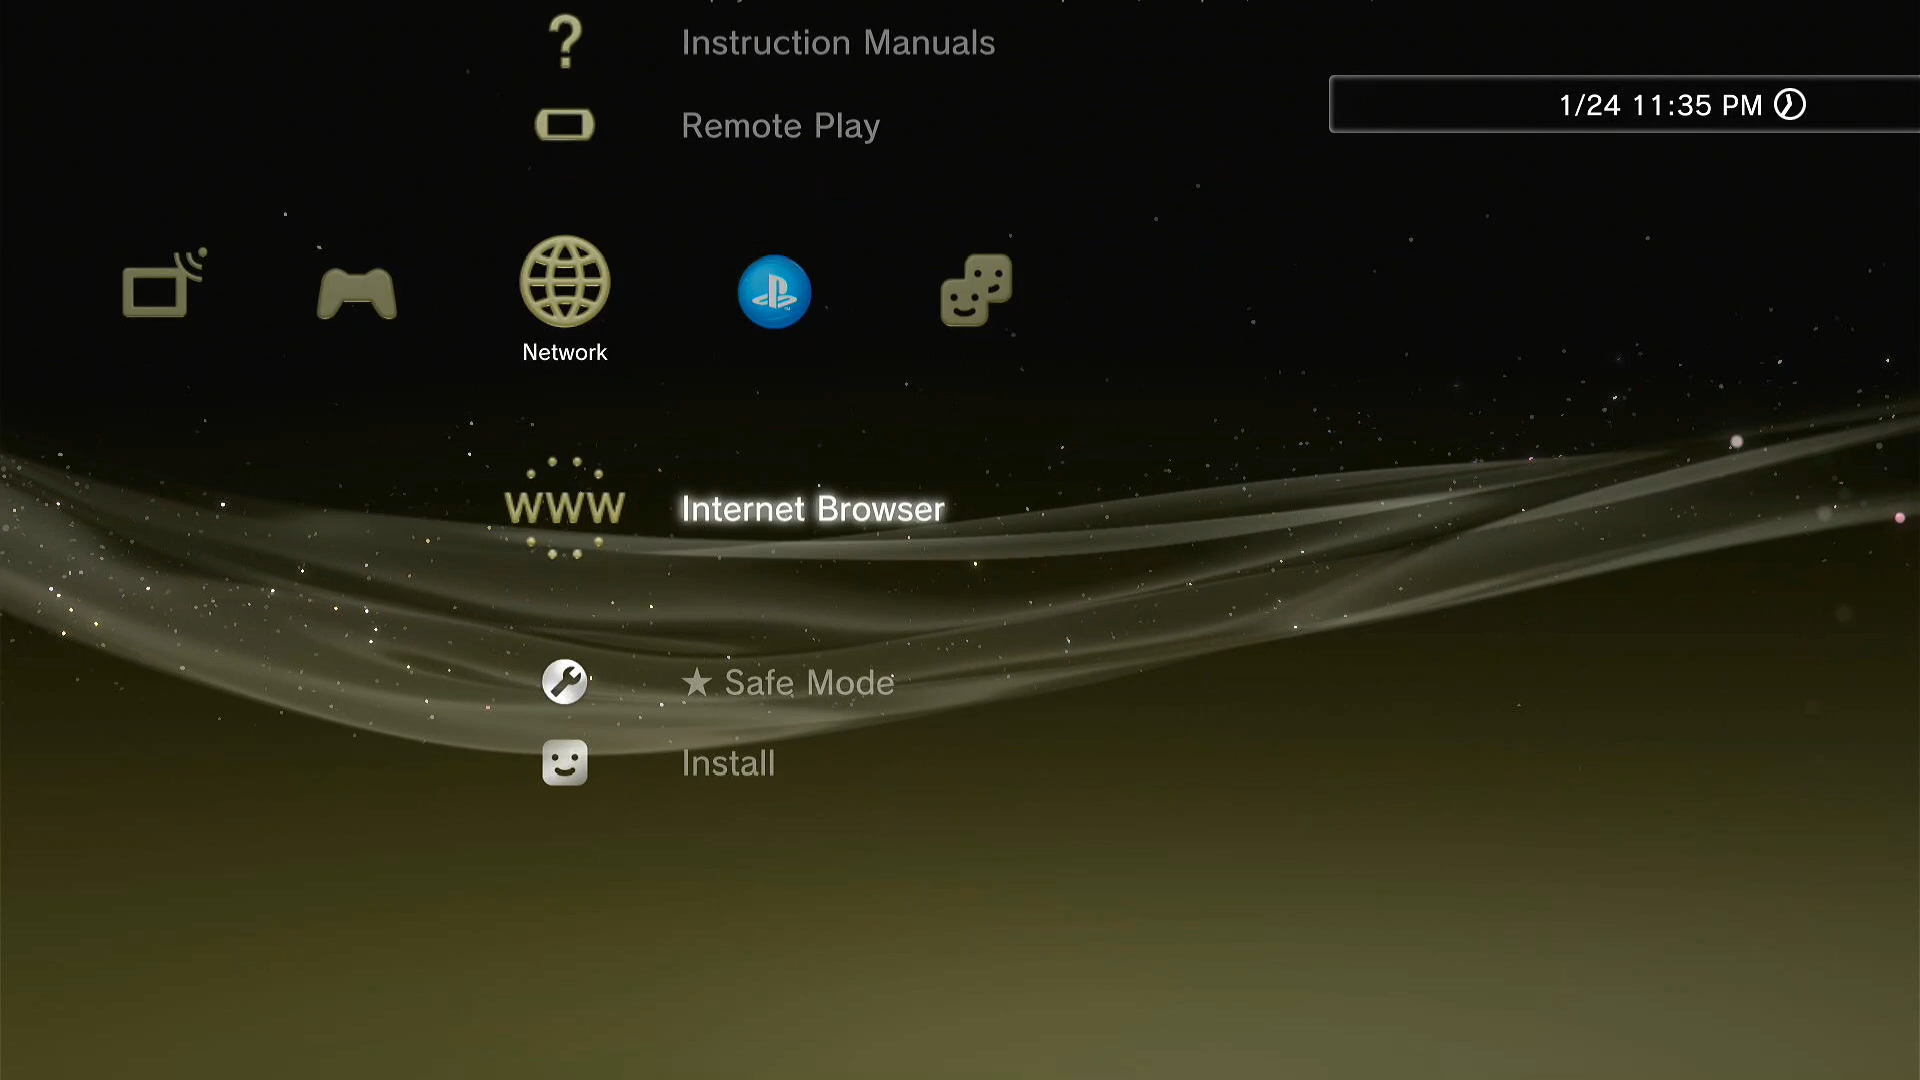 Instruction Manuals
1/24 11:35 PM
Remote Play
Network
WWW
Internet Browser
★ Safe Mode
Install